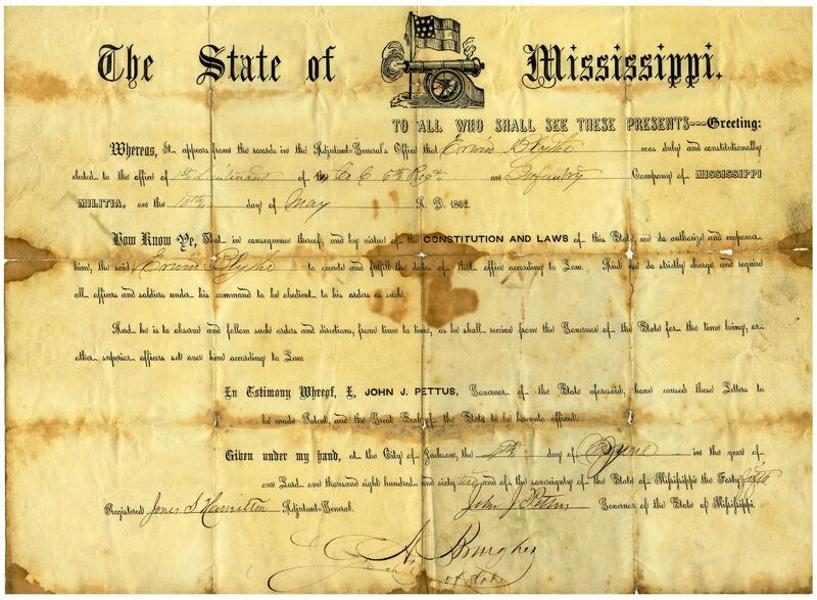 The State of Mississippi.
TO ALL WHO SHALL SEE THESE PRESENTS---Greeting:
Whereas, It appears from the records in the Adjutant-General's Office that Erwin Blythe was duly and constitutionally
elected to the office of 1st Lieutenant of Co C 6th Regt. an Infantry Company of MISSISSIPPI
MILITIA, on the 10th day of May A. D. 1862.
Now Know Ye, That in consequence thereof, and by virtue of the CONSTITUTION AND LAWS of this State, we do authorize and empower
him, the said Erwin Blythe to execute and fulfill the duties of that office according to Law. And we do strictly charge and require
all officers and soldiers under his command to be obedient to his orders as such.
And he is to observe and follow such orders and directions, from time to time, as he shall receive from the Governor of the State for the time being, or
other superior officers set over him according to Law.
In Testimony Whereof, I, JOHN J. PETTUS, Governor of the State aforesaid, have caused these Letters to
be made Patent, and the Great Seal of the State to be hereunto affixed.
Given under my hand, at the City of Jackson, the day of in the year of
our Lord one thousand eight hundred and sixty two and of the sovereignty of the State of Mississippi the Forty
Registered Jones S Hamilton Adjutant-General. John J Pettus Governor of the State of Mississippi.
A Brougher
of State